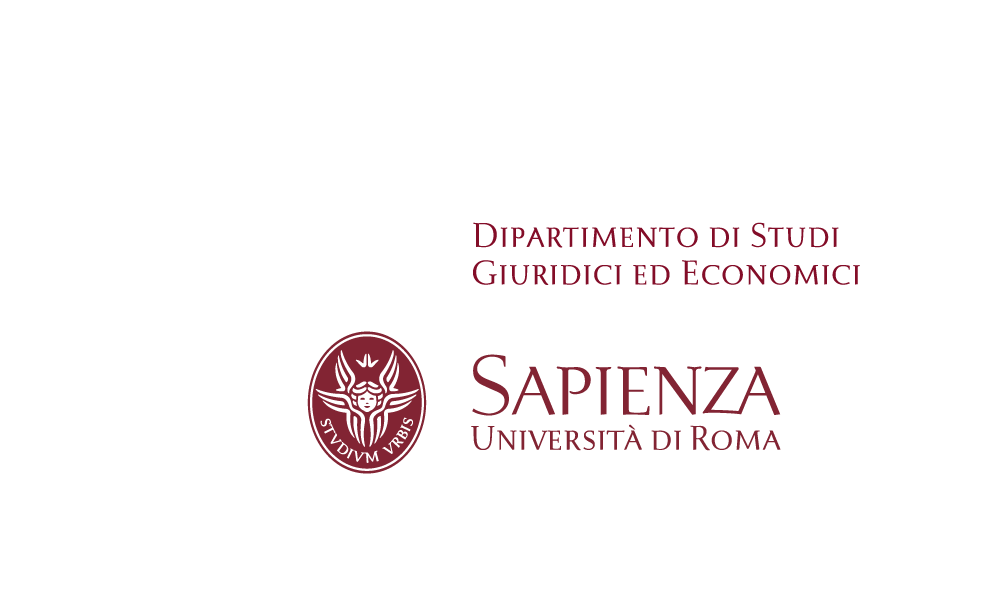 Dipartimento di Studi
Giuridici ed Economici
Sapienza
Università di Roma
STVDIVM VRBIS